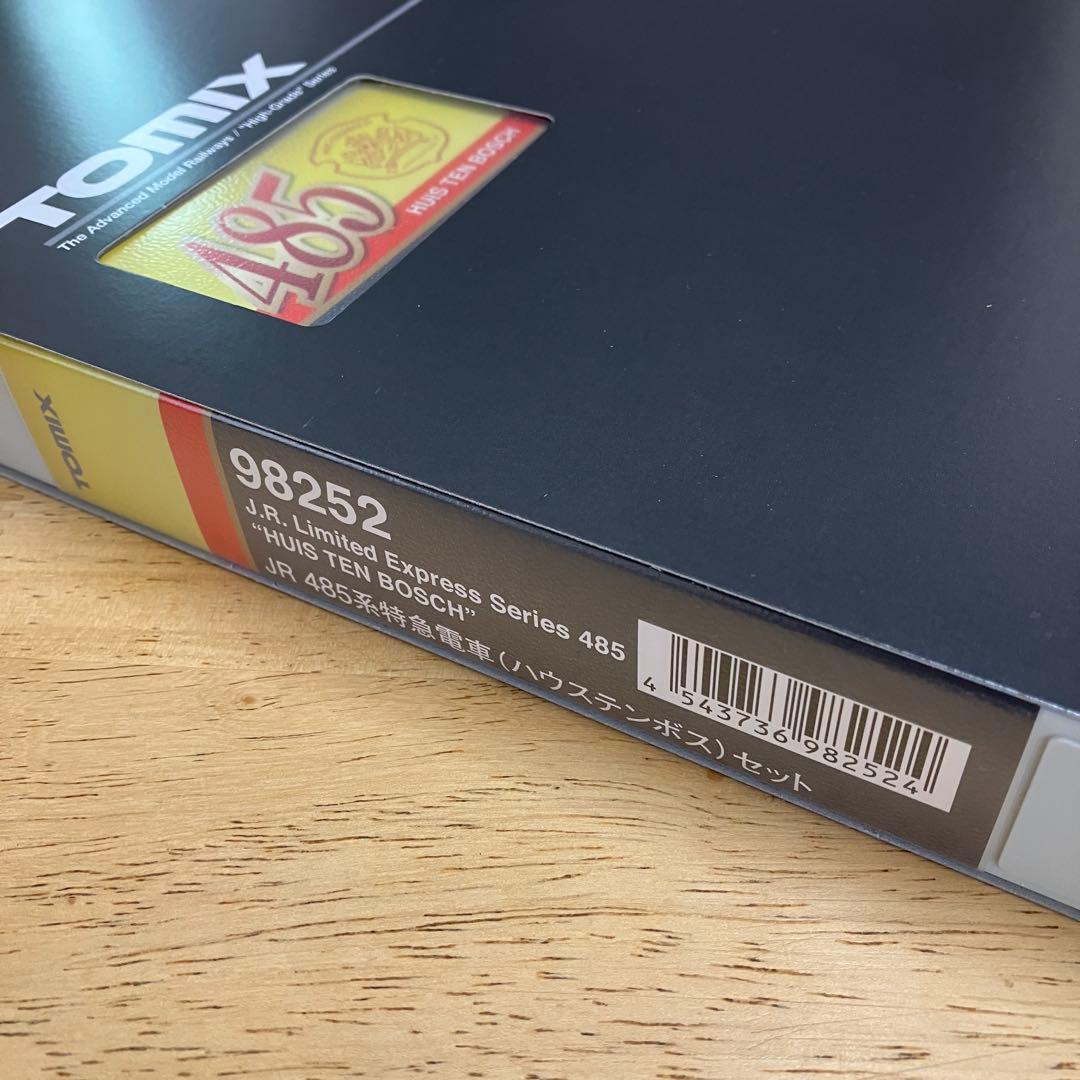 TOMIX
The Advanced Model Railways / "High-Grade" Series
485
HUIS TEN BOSCH
TOMIX
98252
J.R. Limited Express Series 485
“HUIS TEN BOSCH”
JR 485系特急電車(ハウステンボス)セット
4 543736 982524